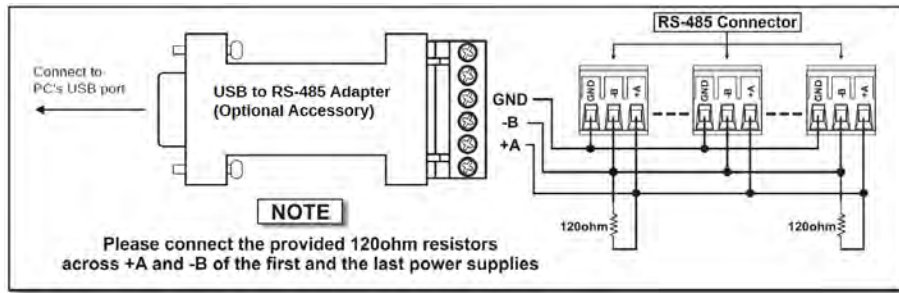 RS-485 Connector
Connect to
PC's USB port
USB to RS-485 Adapter
(Optional Accessory)
GND
-B
+A
GND
-B
+A
GND
-B
+A
GND
-B
+A
120ohm
120ohm
NOTE
Please connect the provided 120ohm resistors
across +A and -B of the first and the last power supplies